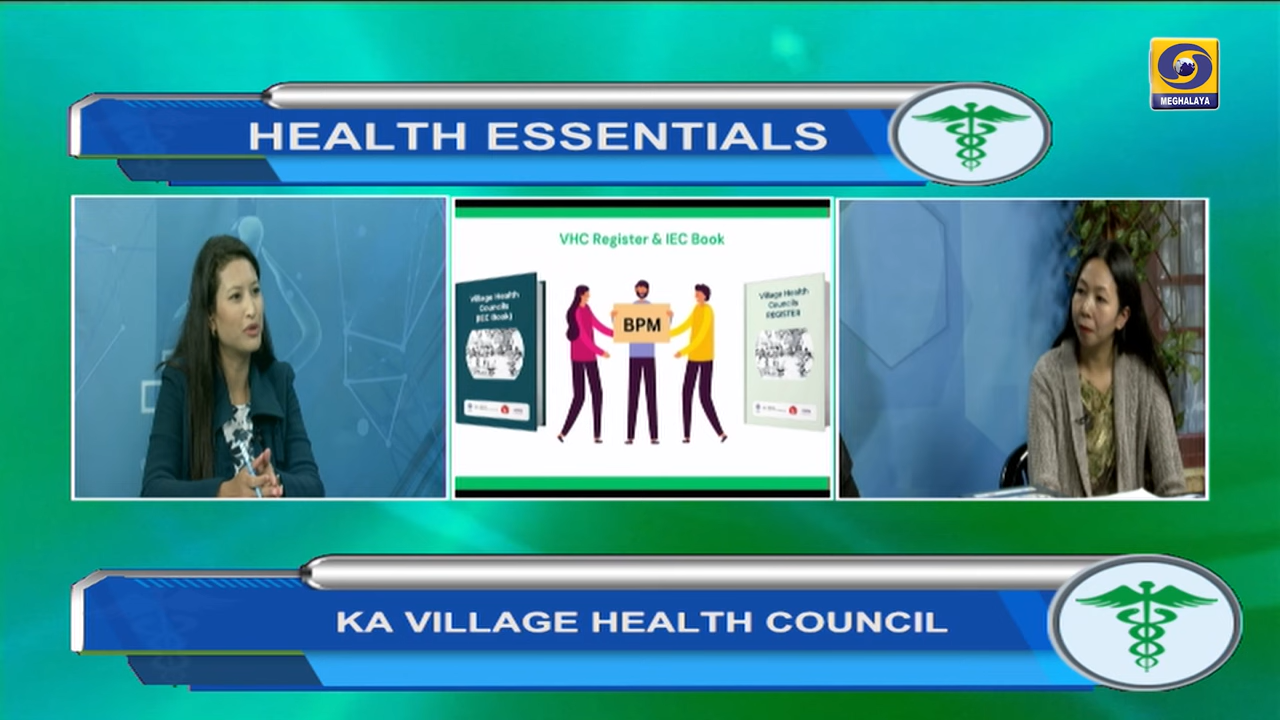 MEGHALAYA
HEALTH ESSENTIALS
VHC Register & IEC Book
Village Health
Councils
(IEC Book)
BPM
Village Health
Councils
REGISTER
KA VILLAGE HEALTH COUNCIL